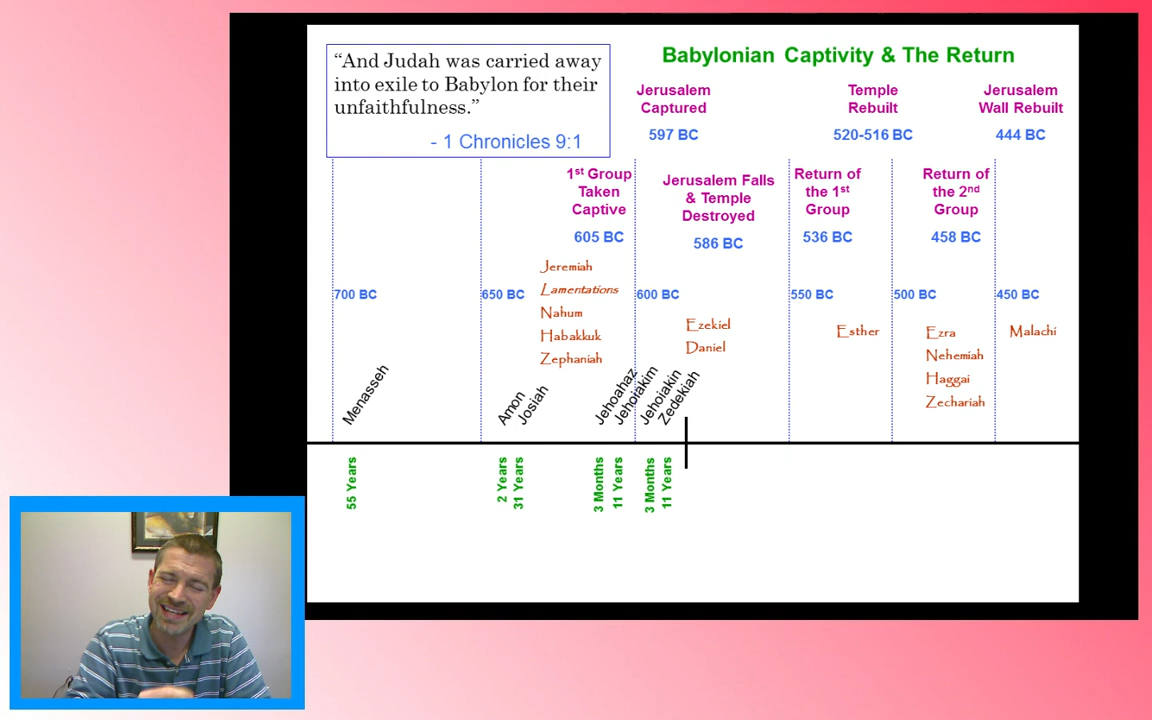 “And Judah was carried away
into exile to Babylon for their
unfaithfulness.”
- 1 Chronicles 9:1
Babylonian Captivity & The Return
Jerusalem
Captured
597 BC
Temple
Rebuilt
520-516 BC
Jerusalem
Wall Rebuilt
444 BC
1st Group
Taken
Captive
605 BC
Jerusalem Falls
& Temple
Destroyed
586 BC
Return of
the 1st
Group
536 BC
Return of
the 2nd
Group
458 BC
700 BC
650 BC
600 BC
550 BC
500 BC
450 BC
Jeremiah
Lamentations
Nahum
Habakkuk
Zephaniah
Ezekiel
Daniel
Esther
Ezra
Nehemiah
Haggai
Zechariah
Malachi
Menasseh
Amon
Josiah
Jehoahaz
Jehoiakim
Jehoiakin
Zedekiah
55 Years
2 Years
31 Years
3 Months
11 Years
3 Months
11 Years